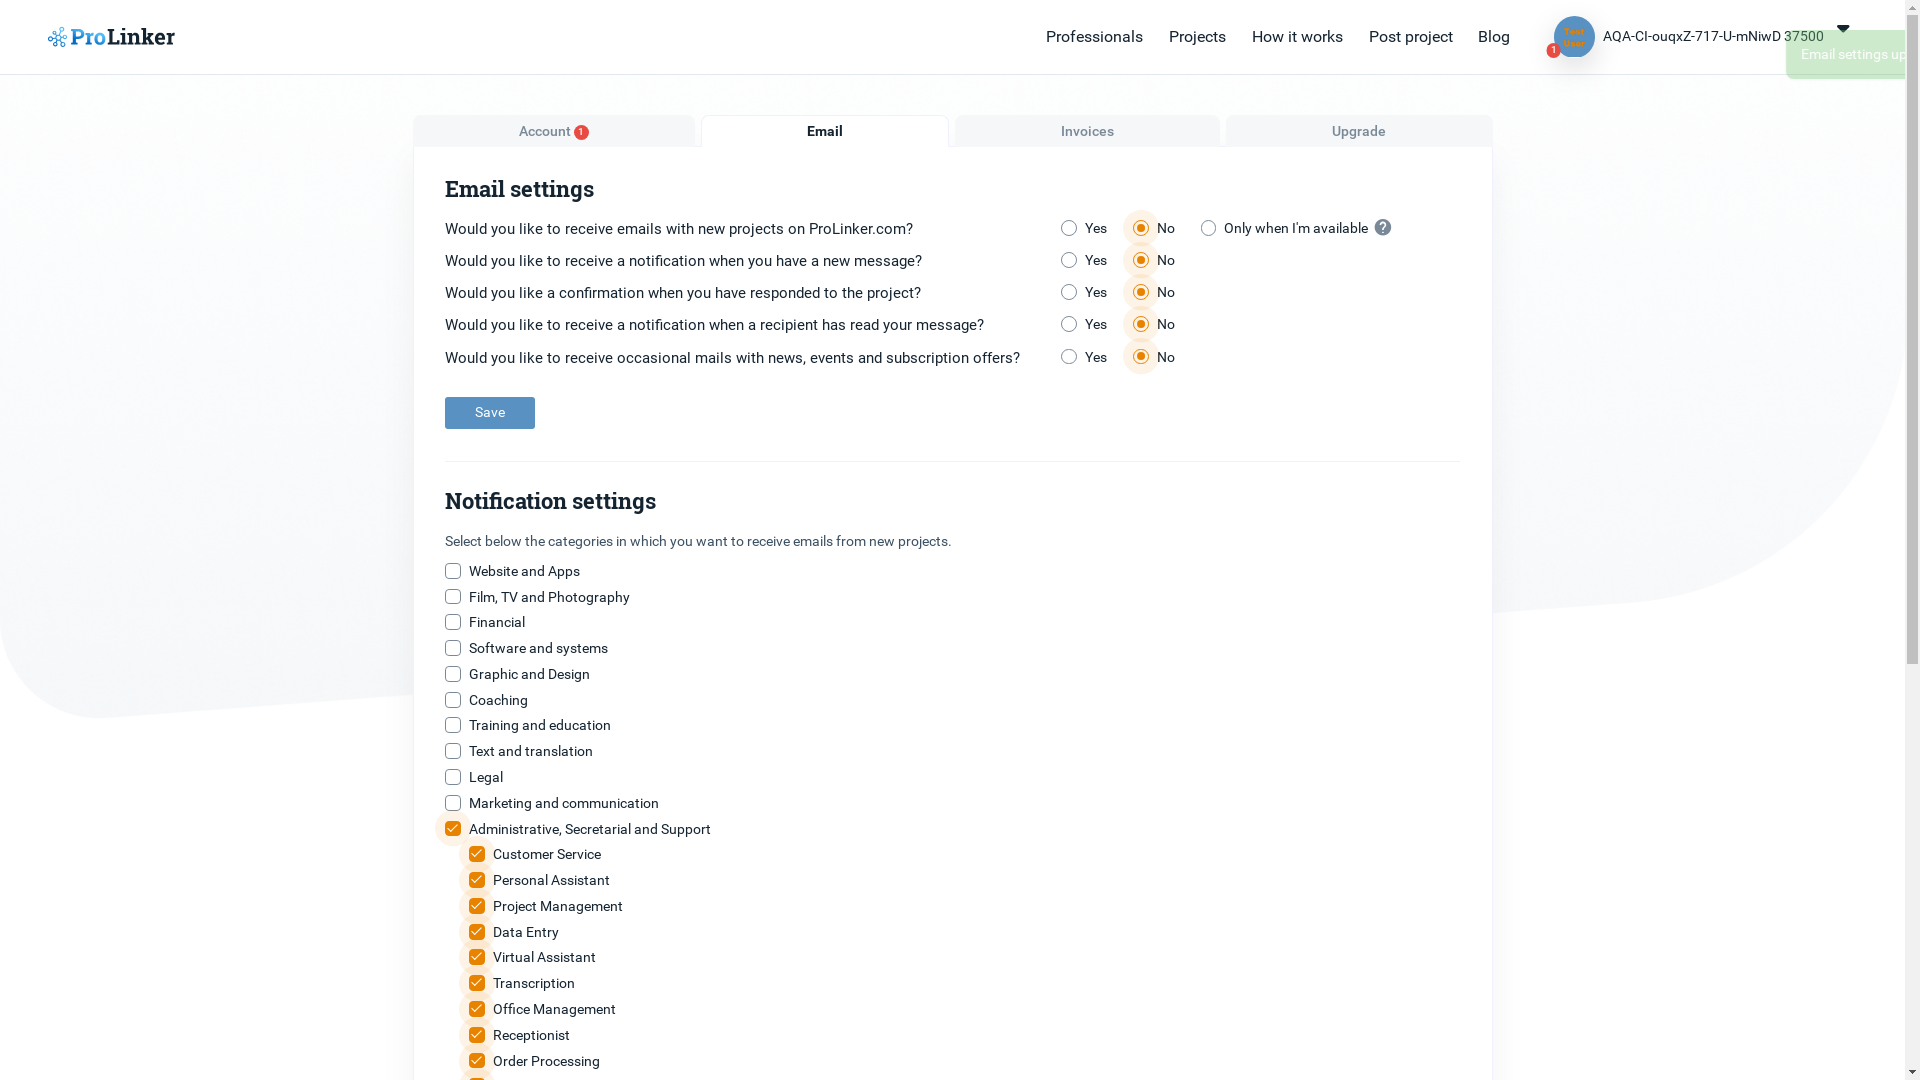 ProLinker
Professionals
Projects
How it works
Post project
Blog
1
Test
User
AQA-CI-ouqxZ-717-U-mNiwD 37500
Email settings up
Account 1
Email
Invoices
Upgrade
Email settings
Would you like to receive emails with new projects on ProLinker.com?
Yes
No
Only when I'm available
?
Would you like to receive a notification when you have a new message?
Yes
No
Would you like a confirmation when you have responded to the project?
Yes
No
Would you like to receive a notification when a recipient has read your message?
Yes
No
Would you like to receive occasional mails with news, events and subscription offers?
Yes
No
Save
Notification settings
Select below the categories in which you want to receive emails from new projects.
Website and Apps
Film, TV and Photography
Financial
Software and systems
Graphic and Design
Coaching
Training and education
Text and translation
Legal
Marketing and communication
Administrative, Secretarial and Support
Customer Service
Personal Assistant
Project Management
Data Entry
Virtual Assistant
Transcription
Office Management
Receptionist
Order Processing